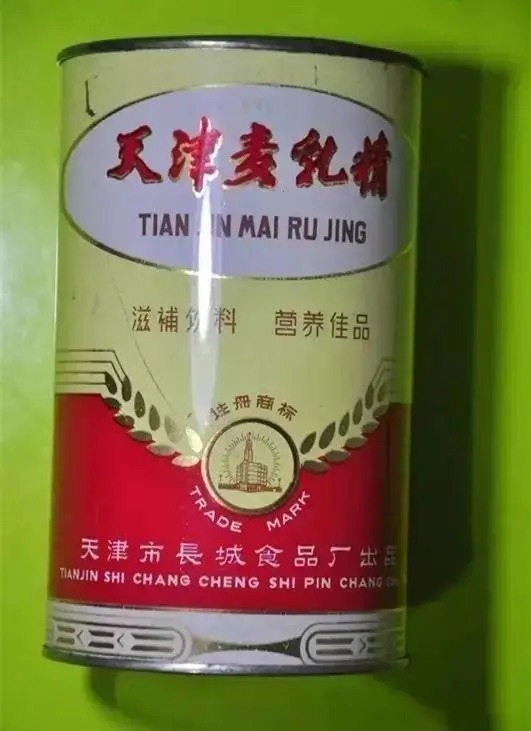 天津麦乳精
TIAN JIN MAI RU JING
滋補饮料 营养佳品
注册商标
TRADE MARK
天津市長城食品厂出品
TIANJIN SHI CHANG CHENG SHI PIN CHANG